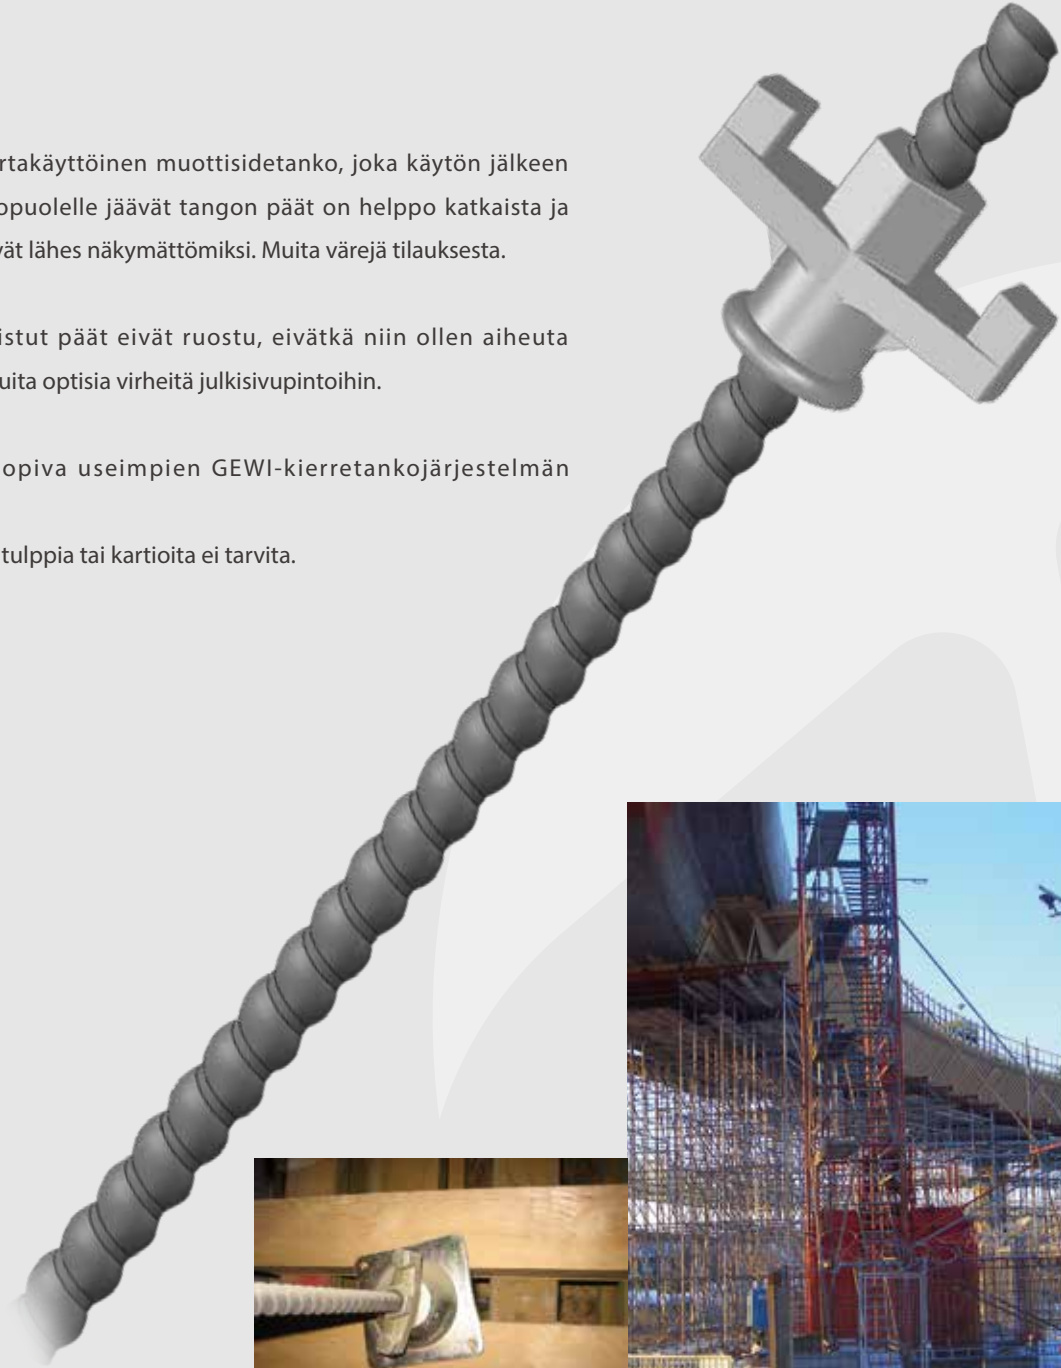 rtakäyttöinen muottisidetanko, joka käytön jälkeen
opuolelle jäävät tangon päät on helppo katkaista ja
vät lähes näkymättömiksi. Muita värejä tilauksesta.
istut päät eivät ruostu, eivätkä niin ollen aiheuta
uita optisia virheitä julkisivupintoihin.
opiva useimpien GEWI-kierretankojärjestelmän
tulppia tai kartioita ei tarvita.